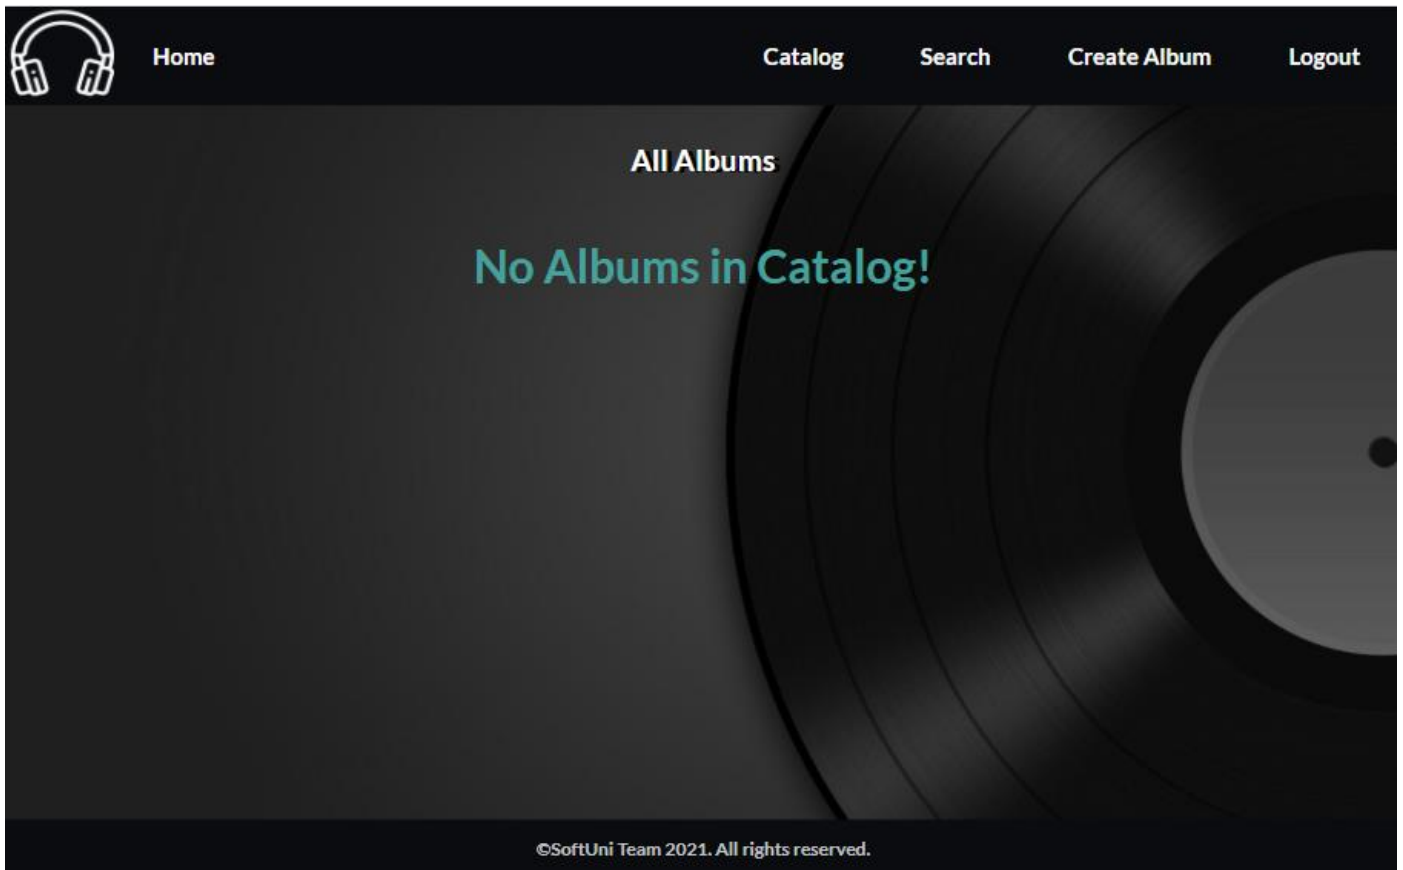 Home Catalog Search Create Album Logout
All Albums
No Albums in Catalog!
©SoftUni Team 2021. All rights reserved.